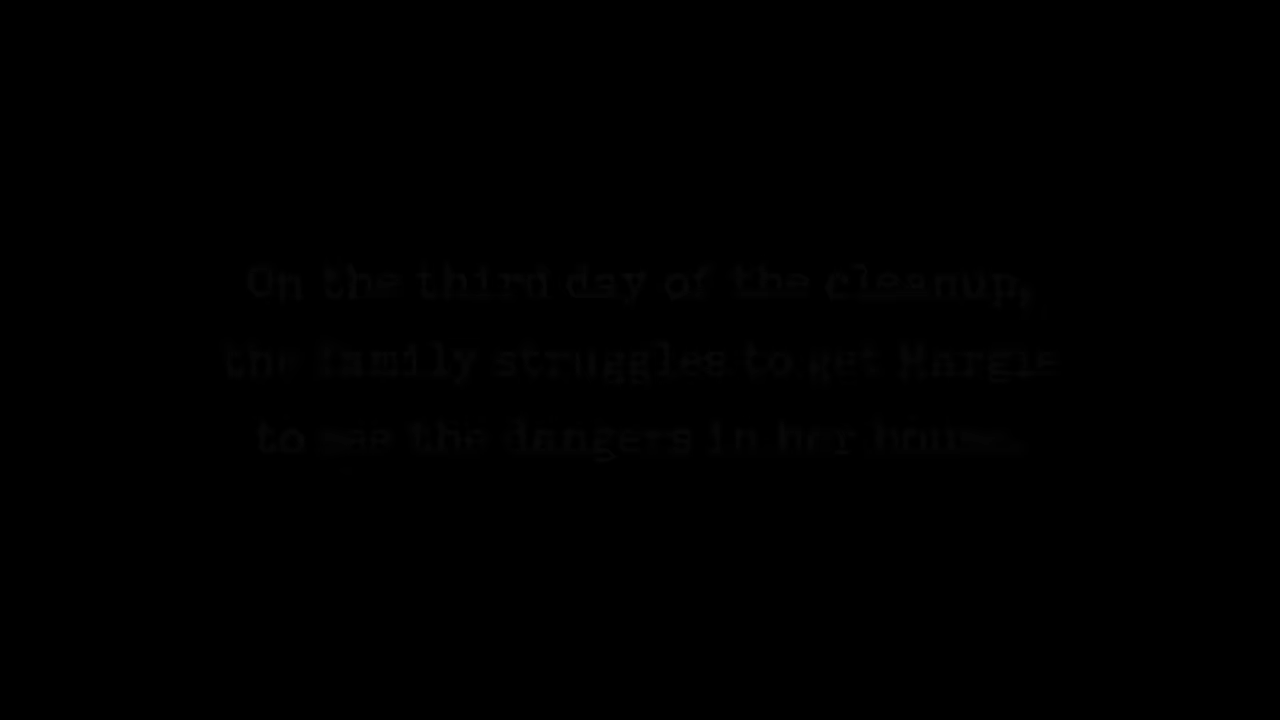 On the third day of the cleanup,
the family struggles to get Margie
to see the dangers in her house.